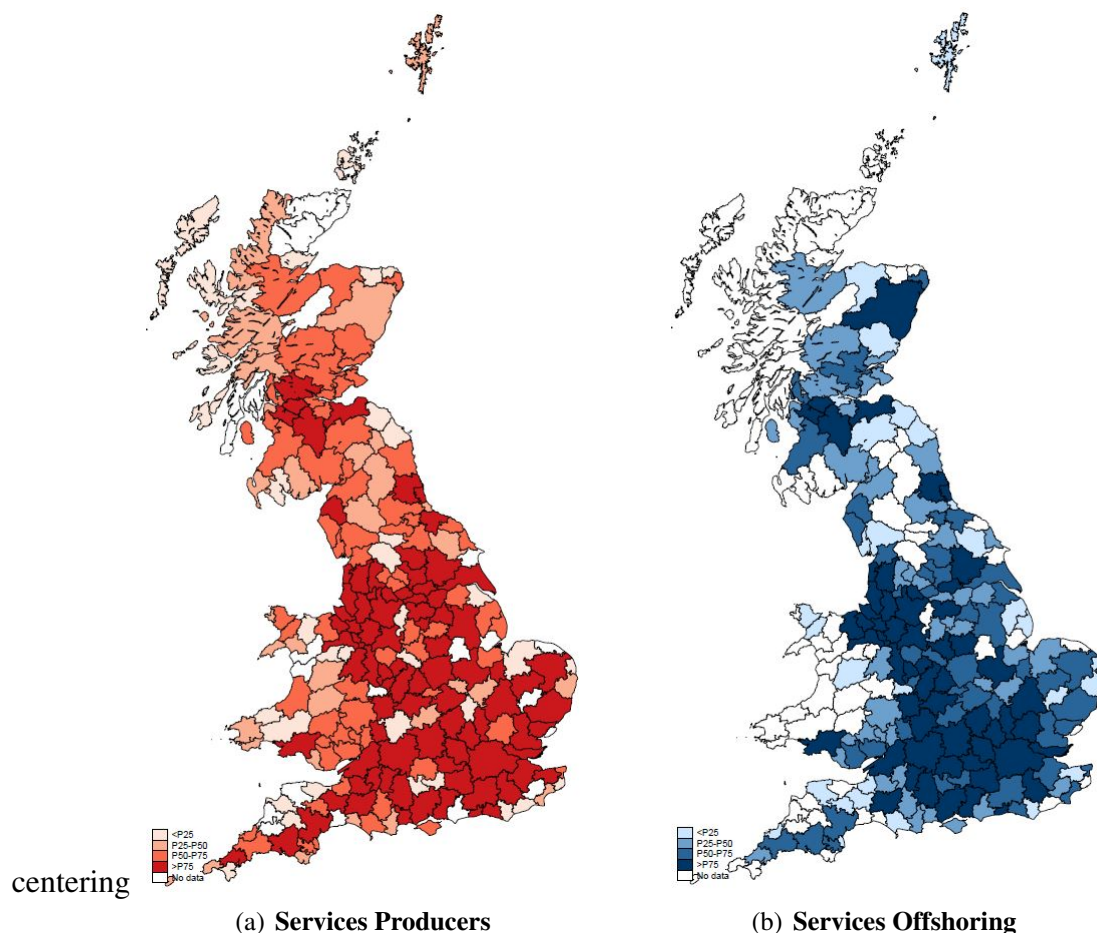 <P25
P25-P50
P50-P75
>P75
No data
<P25
P25-P50
P50-P75
>P75
No data
centering
(a) Services Producers
(b) Services Offshoring